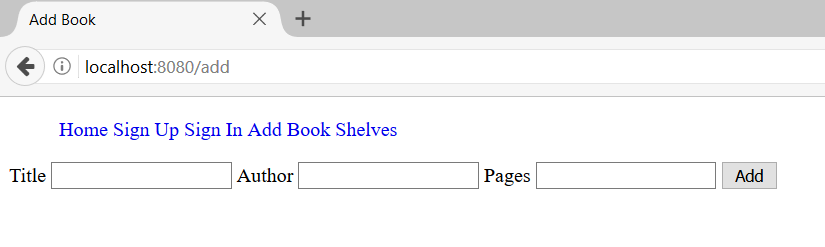 Add Book
localhost:8080/add
Home Sign Up Sign In Add Book Shelves
Title Author Pages Add